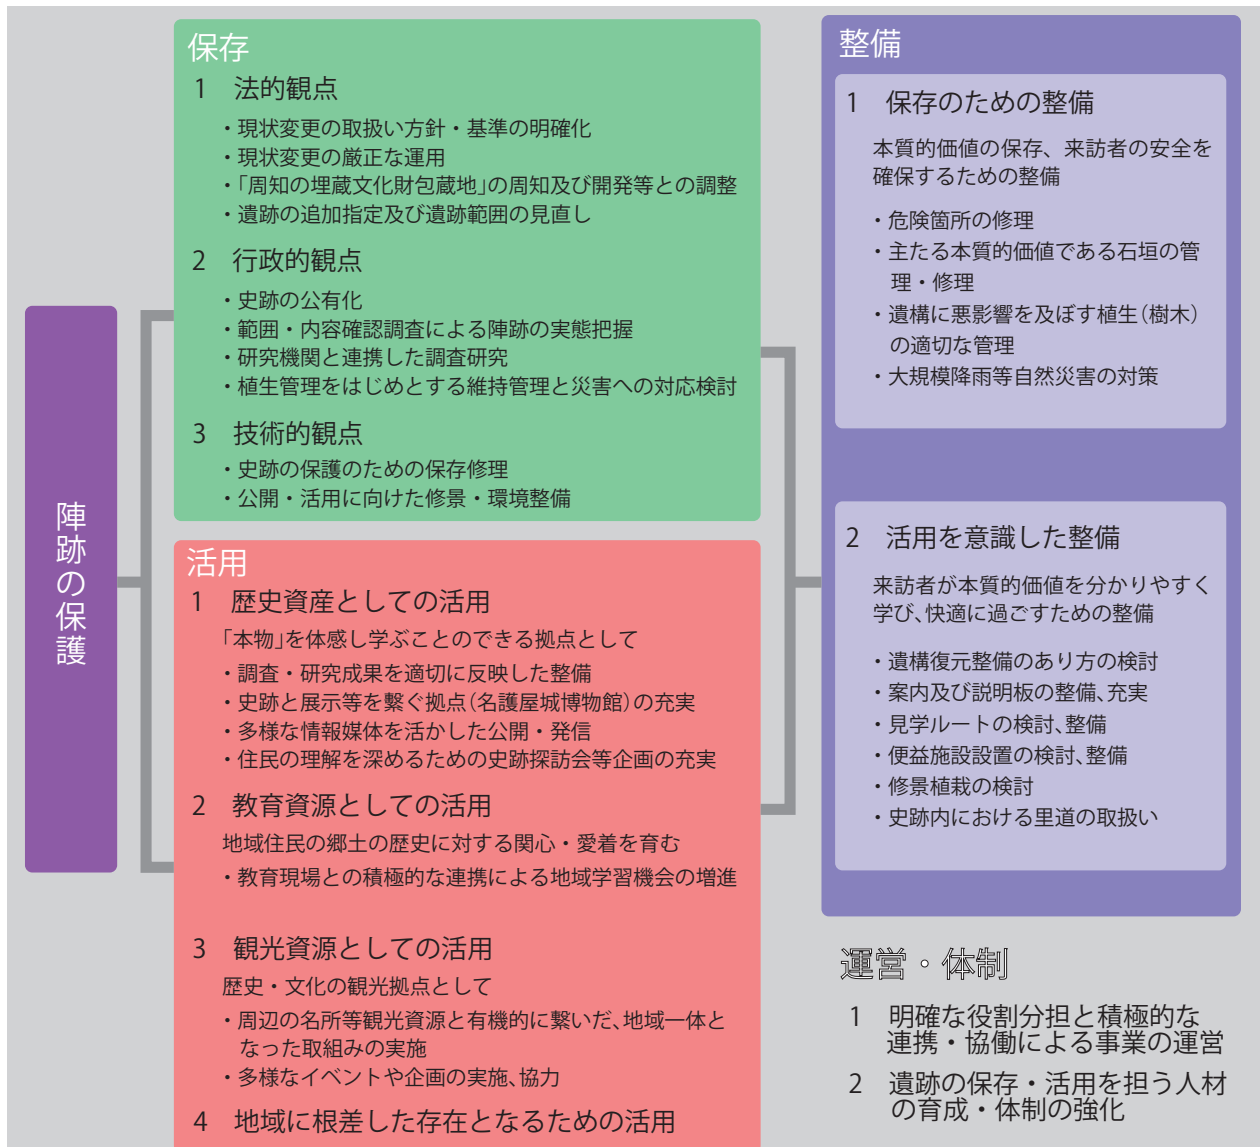 陣跡の保護
保存
1 法的観点
・現状変更の取扱い方針・基準の明確化
・現状変更の厳正な運用
・「周知の埋蔵文化財包蔵地」の周知及び開発等との調整
・遺跡の追加指定及び遺跡範囲の見直し
2 行政的観点
・史跡の公有化
・範囲・内容確認調査による陣跡の実態把握
・研究機関と連携した調査研究
・植生管理をはじめとする維持管理と災害への対応検討
3 技術的観点
・史跡の保護のための保存修理
・公開・活用に向けた修景・環境整備
活用
1 歴史資産としての活用
「本物」を体感し学ぶことのできる拠点として
・調査・研究成果を適切に反映した整備
・史跡と展示等を繋ぐ拠点(名護屋城博物館)の充実
・多様な情報媒体を活かした公開・発信
・住民の理解を深めるための史跡探訪会等企画の充実
2 教育資源としての活用
地域住民の郷土の歴史に対する関心・愛着を育む
・教育現場との積極的な連携による地域学習機会の増進
3 観光資源としての活用
歴史・文化の観光拠点として
・周辺の名所等観光資源と有機的に繋いだ、地域一体と
なった取組みの実施
・多様なイベントや企画の実施、協力
4 地域に根差した存在となるための活用
整備
1 保存のための整備
本質的価値の保存、来訪者の安全を
確保するための整備
・危険箇所の修理
・主たる本質的価値である石垣の管
理・修理
・遺構に悪影響を及ぼす植生(樹木)
の適切な管理
・大規模降雨等自然災害の対策
2 活用を意識した整備
来訪者が本質的価値を分かりやすく
学び、快適に過ごすための整備
・遺構復元整備のあり方の検討
・案内及び説明板の整備、充実
・見学ルートの検討、整備
・便益施設設置の検討、整備
・修景植栽の検討
・史跡内における里道の取扱い
運営・体制
1 明確な役割分担と積極的な
連携・協働による事業の運営
2 遺跡の保存・活用を担う人材
の育成・体制の強化